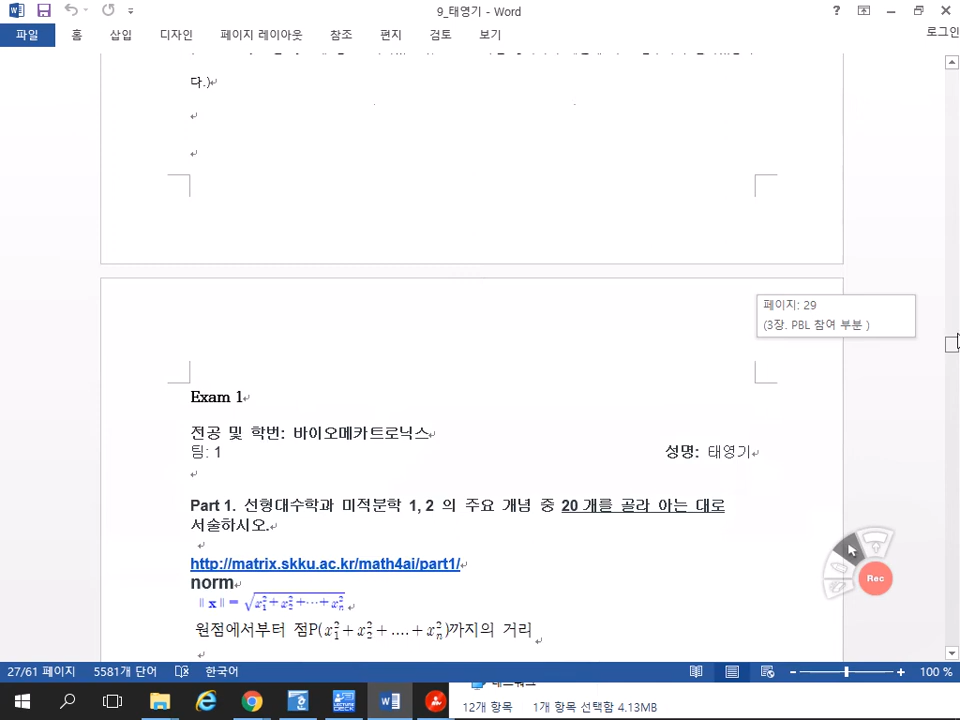 9_태영기 - Word
?
파일 홈 삽입 디자인 페이지 레이아웃 참조 편지 검토 보기 로그인
다.)
페이지: 29
(3장. PBL 참여 부분 )
Exam 1
전공 및 학번: 바이오메카트로닉스
팀: 1 성명: 태영기
Part 1. 선형대수학과 미적분학 1, 2 의 주요 개념 중 20 개를 골라 아는 대로
서술하시오.
http://matrix.skku.ac.kr/math4ai/part1/
norm
‖x‖ = √(x₁²+x₂²+⋯+xₙ²)
원점에서부터 점P(x₁² + x₂² + .... + xₙ²)까지의 거리
Rec
27/61 페이지 5581개 단어 한국어 100 %
LECTURE DECK
12개 항목 1개 항목 선택함 4.13MB